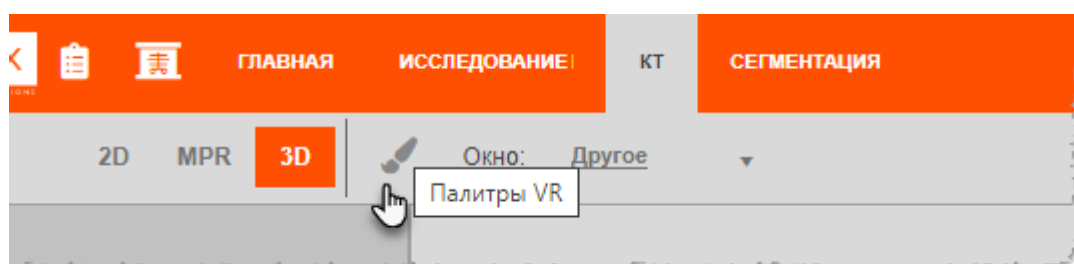 ГЛАВНАЯ ИССЛЕДОВАНИЕ КТ СЕГМЕНТАЦИЯ
2D MPR 3D Окно: Другое
Палитры VR